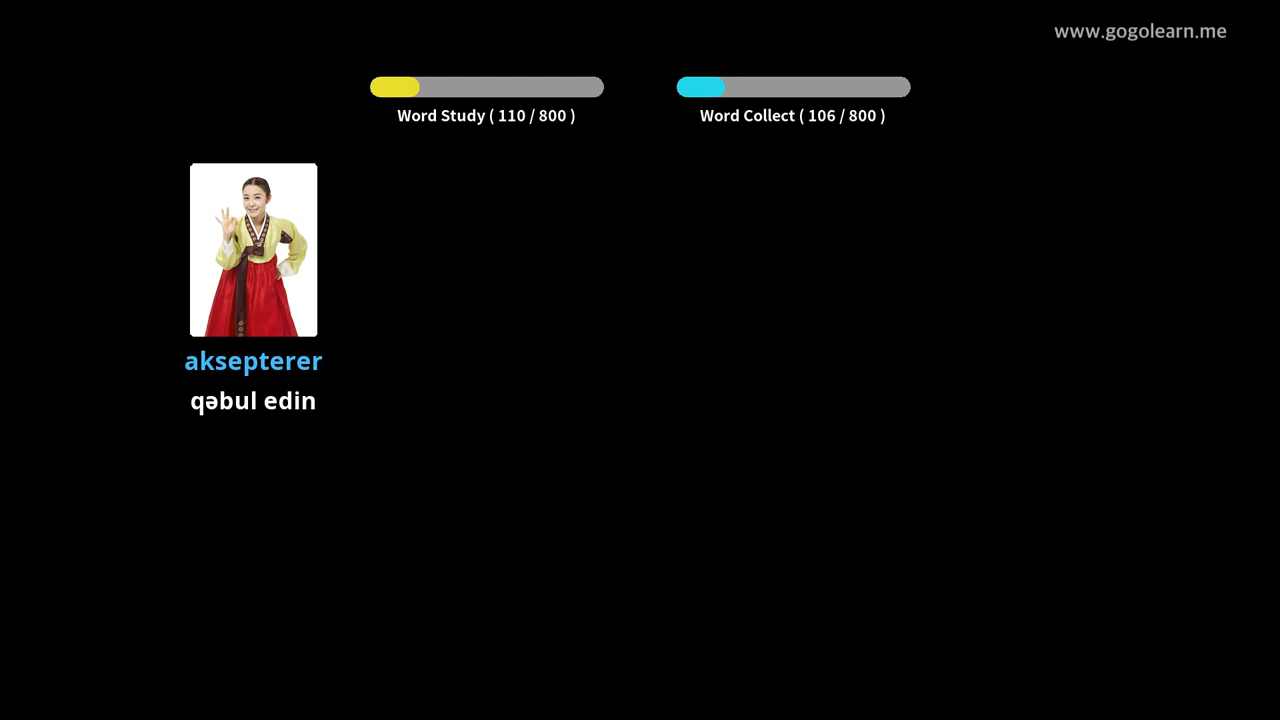 www.gogolearn.me
Word Study ( 110 / 800 )
Word Collect ( 106 / 800 )
aksepterer
qəbul edin